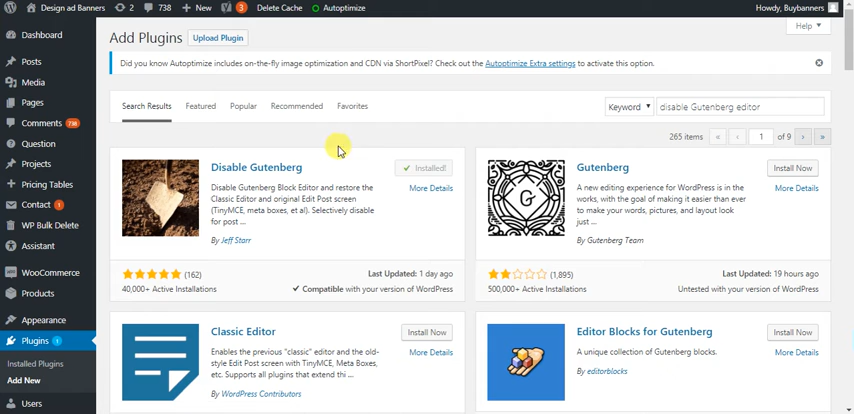 Design ad Banners 2 738 + New 3 Delete Cache Autoptimize Howdy, Buybanners
Help
Dashboard
Posts
Media
Pages
Comments 738
Question
Projects
Pricing Tables
Contact 1
WP Bulk Delete
Assistant
WooCommerce
Products
Appearance
Plugins 1
Installed Plugins
Add New
Users
Add Plugins Upload Plugin
Did you know Autoptimize includes on-the-fly image optimization and CDN via ShortPixel? Check out the Autoptimize Extra settings to activate this option.
Search Results Featured Popular Recommended Favorites Keyword disable Gutenberg editor
265 items « ‹ 1 of 9 › »
Disable Gutenberg
Installed!
More Details
Disable Gutenberg Block Editor and restore the
Classic Editor and original Edit Post screen
(TinyMCE, meta boxes, et al). Selectively disable
for post ...
By Jeff Starr
(162) Last Updated: 1 day ago
40,000+ Active Installations Compatible with your version of WordPress
G
Gutenberg
Install Now
More Details
A new editing experience for WordPress is in the
works, with the goal of making it easier than ever
to make your words, pictures, and layout look
just ...
By Gutenberg Team
(1,895) Last Updated: 19 hours ago
500,000+ Active Installations Untested with your version of WordPress
Classic Editor
Install Now
More Details
Enables the previous "classic" editor and the old-
style Edit Post screen with TinyMCE, Meta Boxes,
etc. Supports all plugins that extend thi ...
By WordPress Contributors
Editor Blocks for Gutenberg
Install Now
More Details
A unique collection of Gutenberg blocks.
By editorblocks